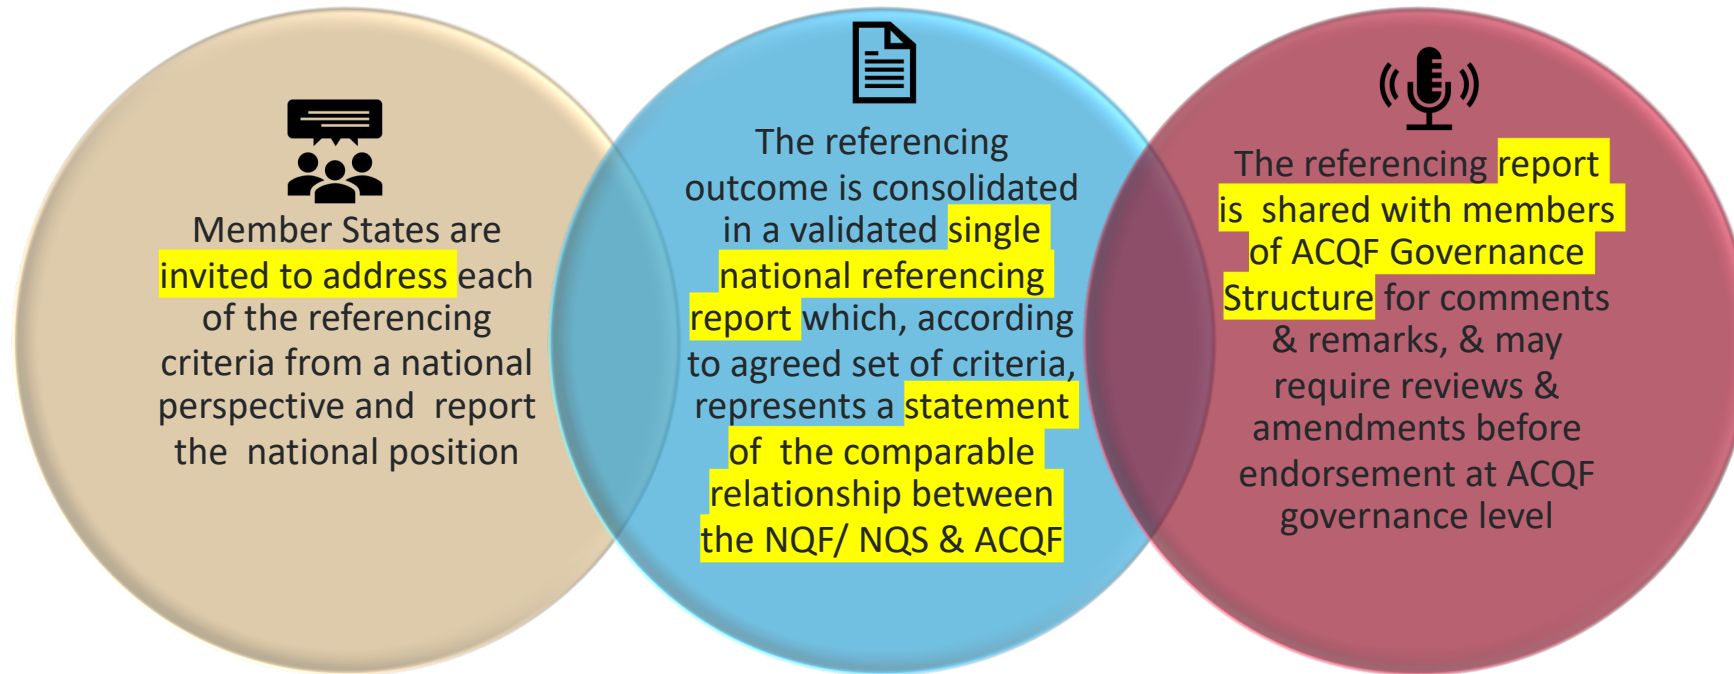 Member States are
invited to address each
of the referencing
criteria from a national
perspective and  report
the  national position
The referencing
outcome is consolidated
in a validated single
national referencing
report which, according
to agreed set of criteria,
represents a statement
of  the comparable
relationship between
the NQF/ NQS & ACQF
The referencing report
is  shared with members
of ACQF Governance
Structure for comments
& remarks, & may
require reviews &
amendments before
endorsement at ACQF
governance level